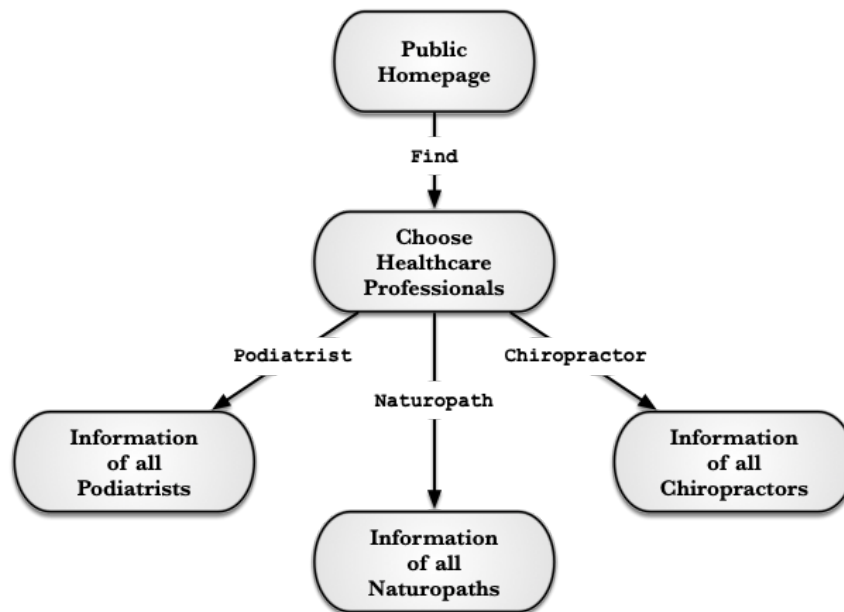 Public
Homepage
Find
Choose
Healthcare
Professionals
Podiatrist
Chiropractor
Naturopath
Information
of all
Podiatrists
Information
of all
Chiropractors
Information
of all
Naturopaths